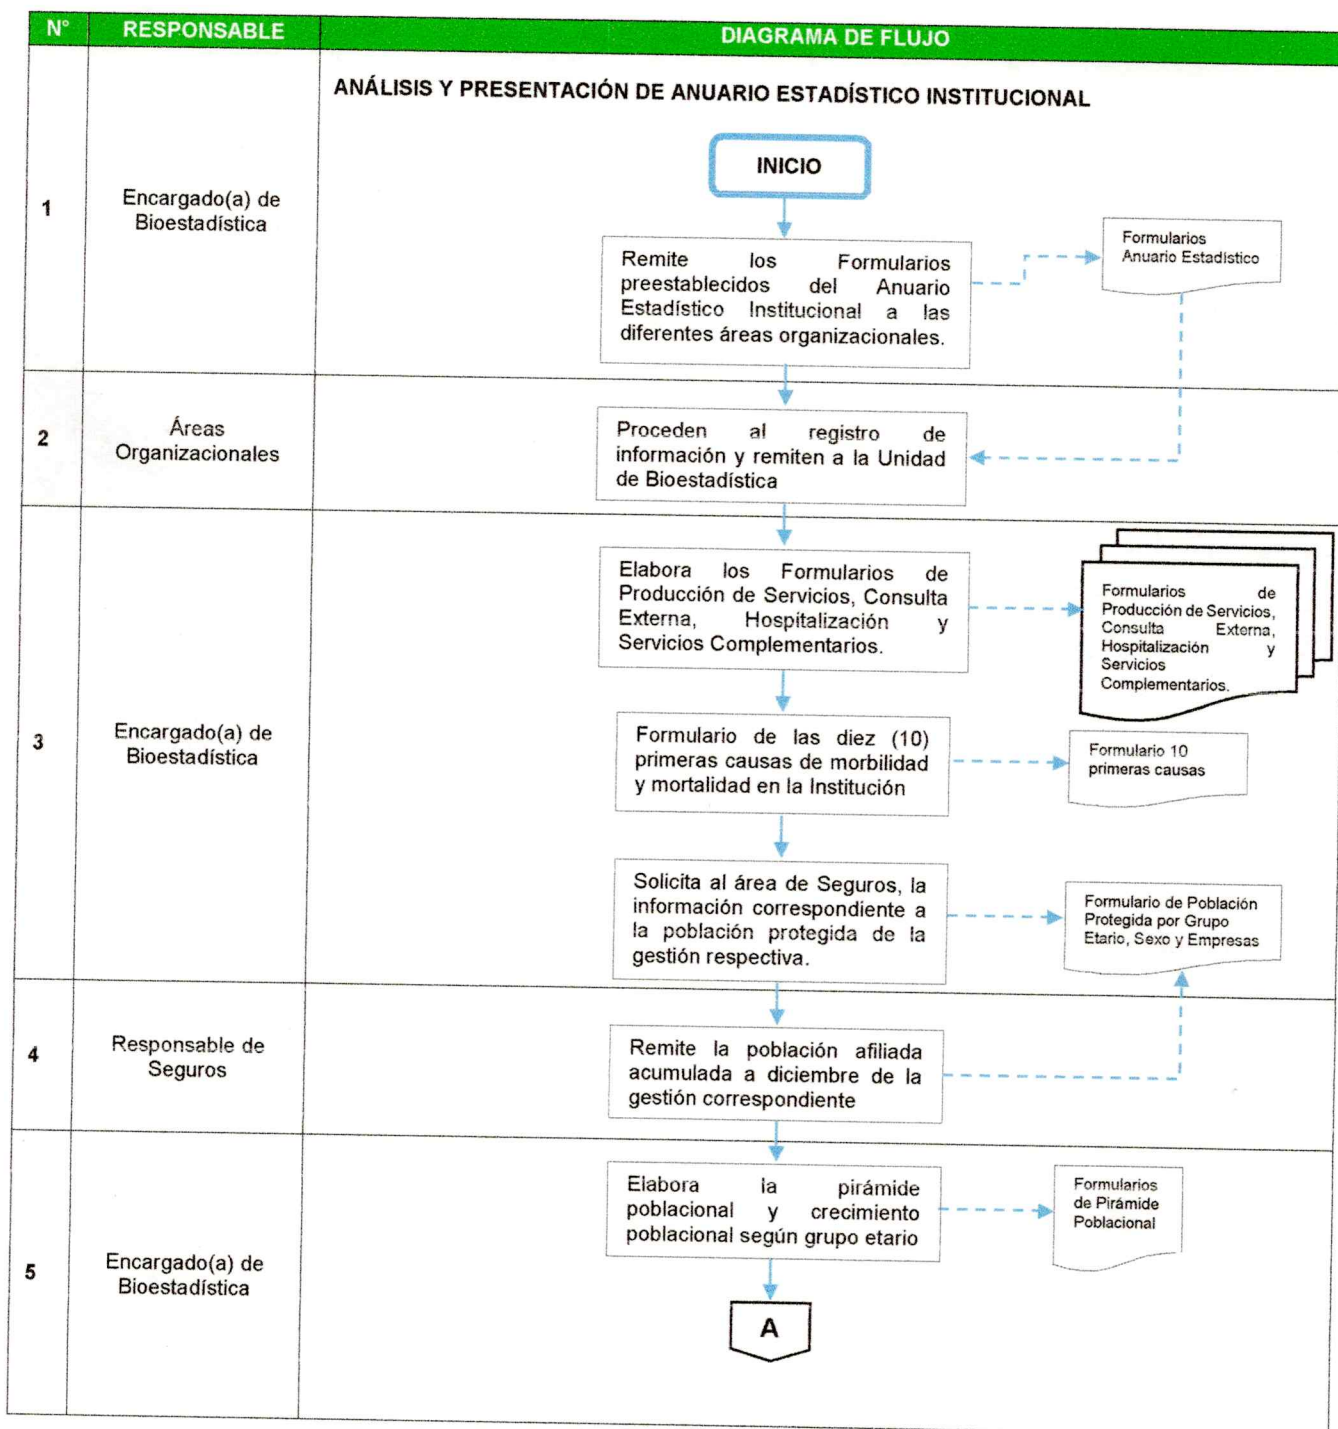 N° RESPONSABLE DIAGRAMA DE FLUJO
ANÁLISIS Y PRESENTACIÓN DE ANUARIO ESTADÍSTICO INSTITUCIONAL
INICIO
1
Encargado(a) de
Bioestadística
Remite los Formularios
preestablecidos del Anuario
Estadístico Institucional a las
diferentes áreas organizacionales.
Formularios
Anuario Estadístico
2
Áreas
Organizacionales
Proceden al registro de
información y remiten a la Unidad
de Bioestadística
3
Encargado(a) de
Bioestadística
Elabora los Formularios de
Producción de Servicios, Consulta
Externa, Hospitalización y
Servicios Complementarios.
Formularios de
Producción de Servicios,
Consulta Externa,
Hospitalización y
Servicios
Complementarios.
Formulario de las diez (10)
primeras causas de morbilidad
y mortalidad en la Institución
Formulario 10
primeras causas
Solicita al área de Seguros, la
información correspondiente a
la población protegida de la
gestión respectiva.
Formulario de Población
Protegida por Grupo
Etario, Sexo y Empresas
4
Responsable de
Seguros
Remite la población afiliada
acumulada a diciembre de la
gestión correspondiente
5
Encargado(a) de
Bioestadística
Elabora la pirámide
poblacional y crecimiento
poblacional según grupo etario
Formularios
de Pirámide
Poblacional
A